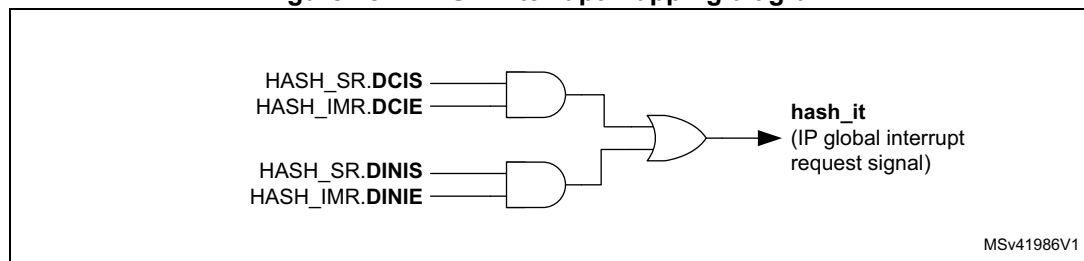 HASH_SR.DCIS
HASH_IMR.DCIE
HASH_SR.DINIS
HASH_IMR.DINIE
hash_it
(IP global interrupt
request signal)
MSv41986V1